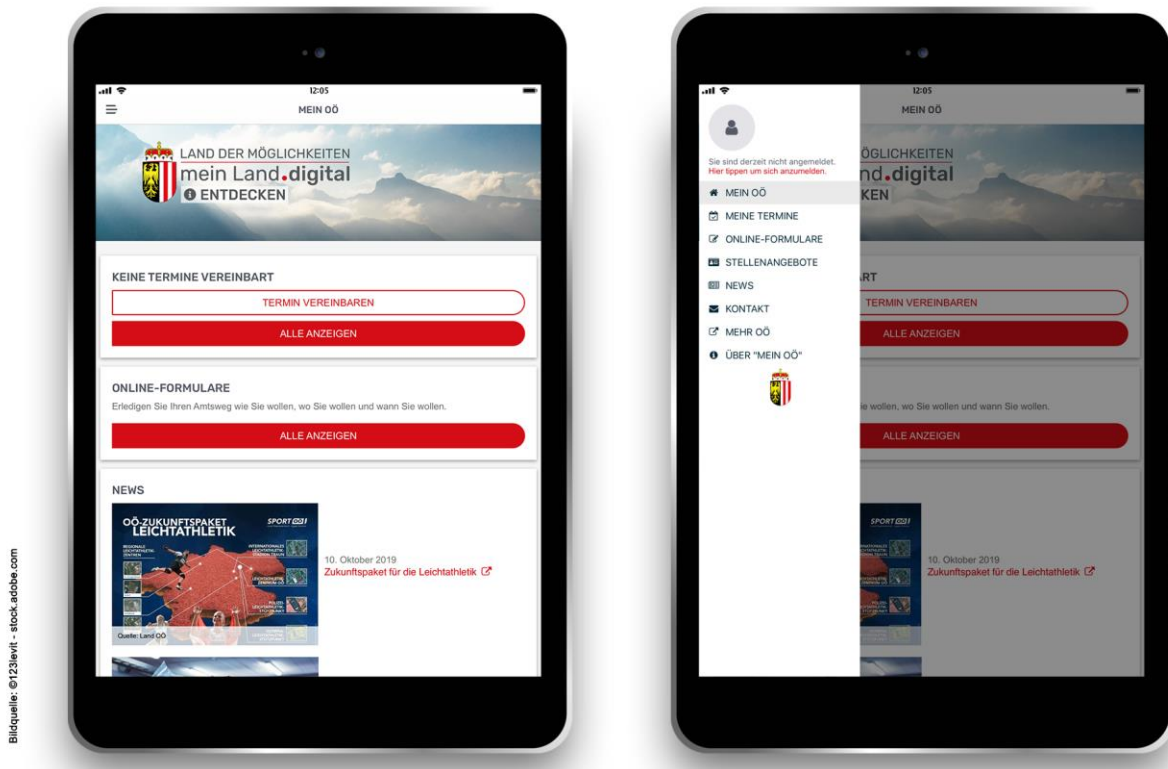 12:05
MEIN OÖ
LAND DER MÖGLICHKEITEN
mein Land.digital
ENTDECKEN
KEINE TERMINE VEREINBART
TERMIN VEREINBAREN
ALLE ANZEIGEN
ONLINE-FORMULARE
Erledigen Sie Ihren Amtsweg wie Sie wollen, wo Sie wollen und wann Sie wollen.
ALLE ANZEIGEN
NEWS
OÖ-ZUKUNFTSPAKET
LEICHTATHLETIK
SPORT OÖ
Quelle: Land OÖ
10. Oktober 2019
Zukunftspaket für die Leichtathletik
12:05
MEIN OÖ
Sie sind derzeit nicht angemeldet.
Hier tippen um sich anzumelden.
MEIN OÖ
MEINE TERMINE
ONLINE-FORMULARE
STELLENANGEBOTE
NEWS
KONTAKT
MEHR OÖ
ÜBER "MEIN OÖ"
ÖGLICHKEITEN
nd.digital
KEN
ART
TERMIN VEREINBAREN
ALLE ANZEIGEN
ie wollen, wo Sie wollen und wann Sie wollen.
ALLE ANZEIGEN
SPORT OÖ
10. Oktober 2019
Zukunftspaket für die Leichtathletik
Bildquelle: ©123levit - stock.adobe.com